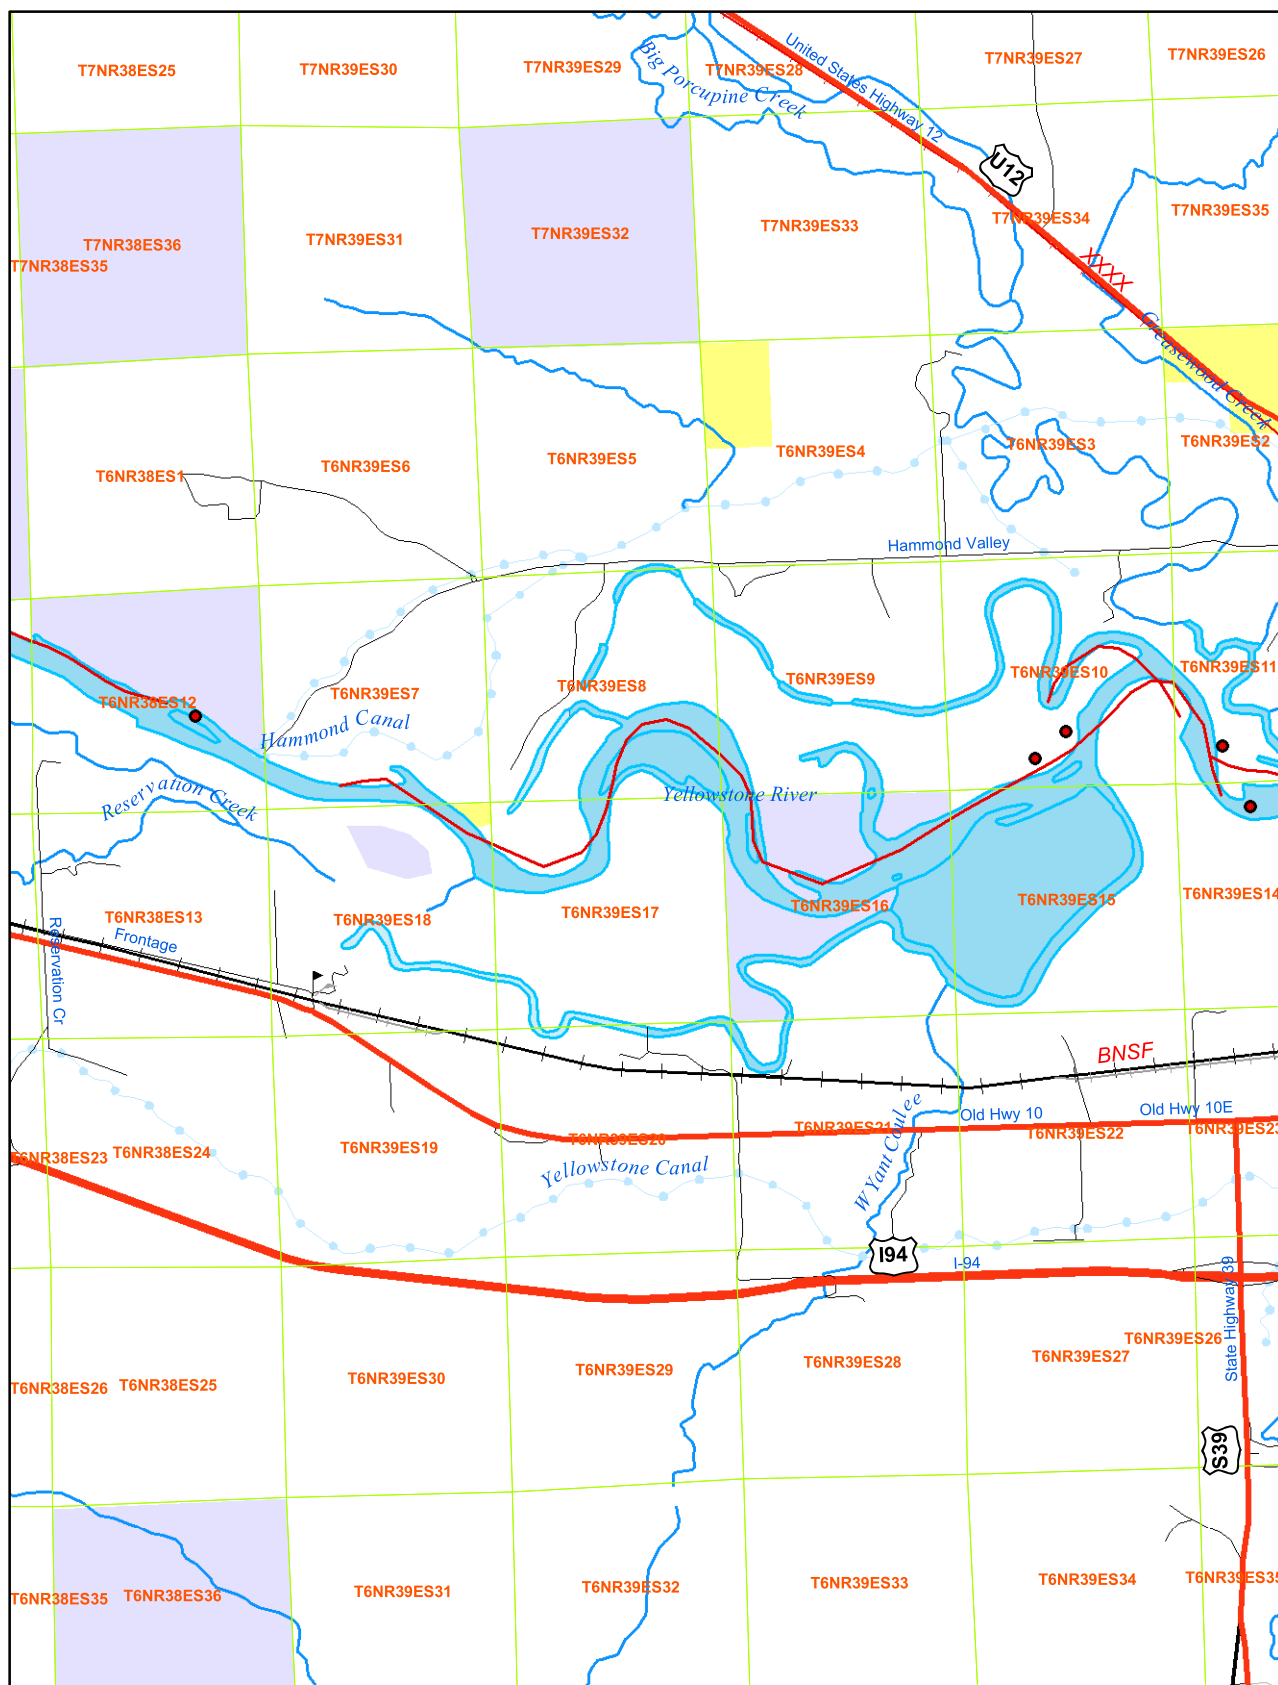 T7NR38ES25
T7NR39ES30
T7NR39ES29
T7NR39ES28
T7NR39ES27
T7NR39ES26
Big Porcupine Creek
United States Highway 12
U12
T7NR38ES35
T7NR38ES36
T7NR39ES31
T7NR39ES32
T7NR39ES33
T7NR39ES34
T7NR39ES35
XXXX
Greasewood Creek
T6NR38ES1
T6NR39ES6
T6NR39ES5
T6NR39ES4
T6NR39ES3
T6NR39ES2
Hammond Valley
T6NR38ES12
T6NR39ES7
T6NR39ES8
T6NR39ES9
T6NR39ES10
T6NR39ES11
Hammond Canal
Reservation Creek
Yellowstone River
T6NR38ES13
T6NR39ES18
T6NR39ES17
T6NR39ES16
T6NR39ES15
T6NR39ES14
Frontage
Reservation Cr
BNSF
Old Hwy 10
Old Hwy 10E
T6NR38ES23
T6NR38ES24
T6NR39ES19
T6NR39ES20
T6NR39ES21
T6NR39ES22
T6NR39ES23
Yellowstone Canal
W Yant Coulee
I94
I-94
State Highway 39
T6NR38ES26
T6NR38ES25
T6NR39ES30
T6NR39ES29
T6NR39ES28
T6NR39ES27
T6NR39ES26
S39
T6NR38ES35
T6NR38ES36
T6NR39ES31
T6NR39ES32
T6NR39ES33
T6NR39ES34
T6NR39ES35